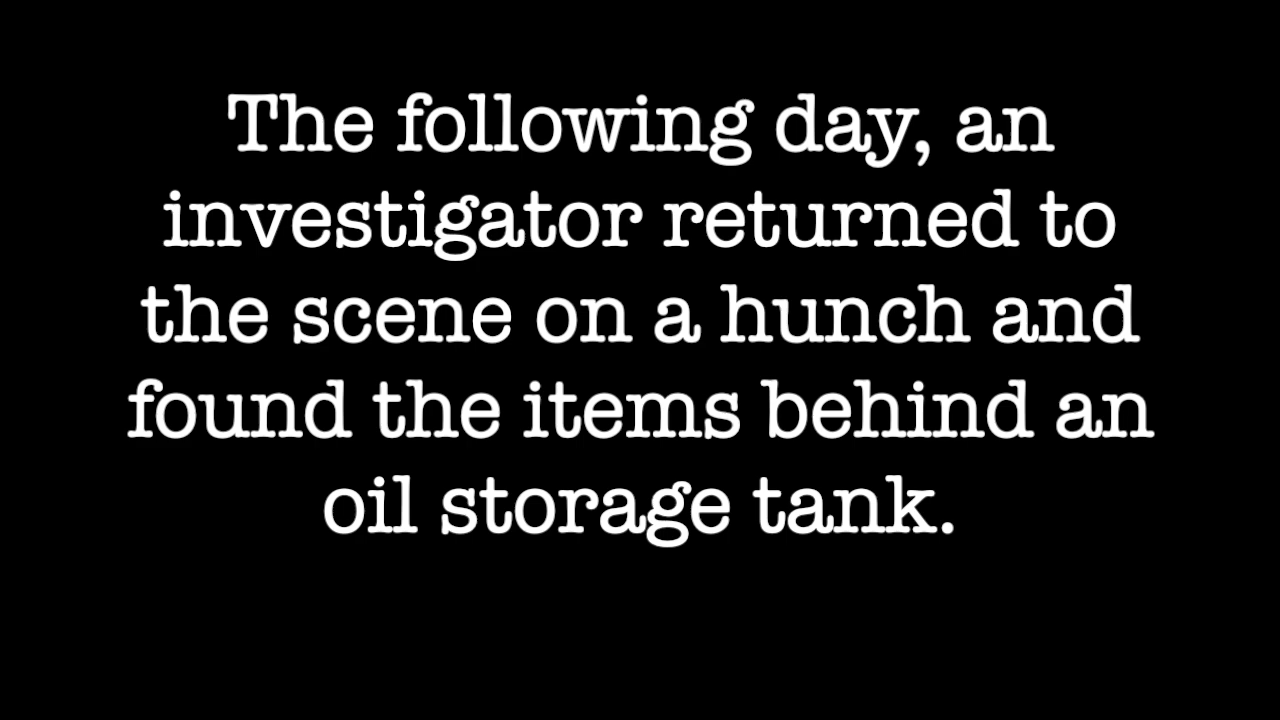 The following day, an
investigator returned to
the scene on a hunch and
found the items behind an
oil storage tank.